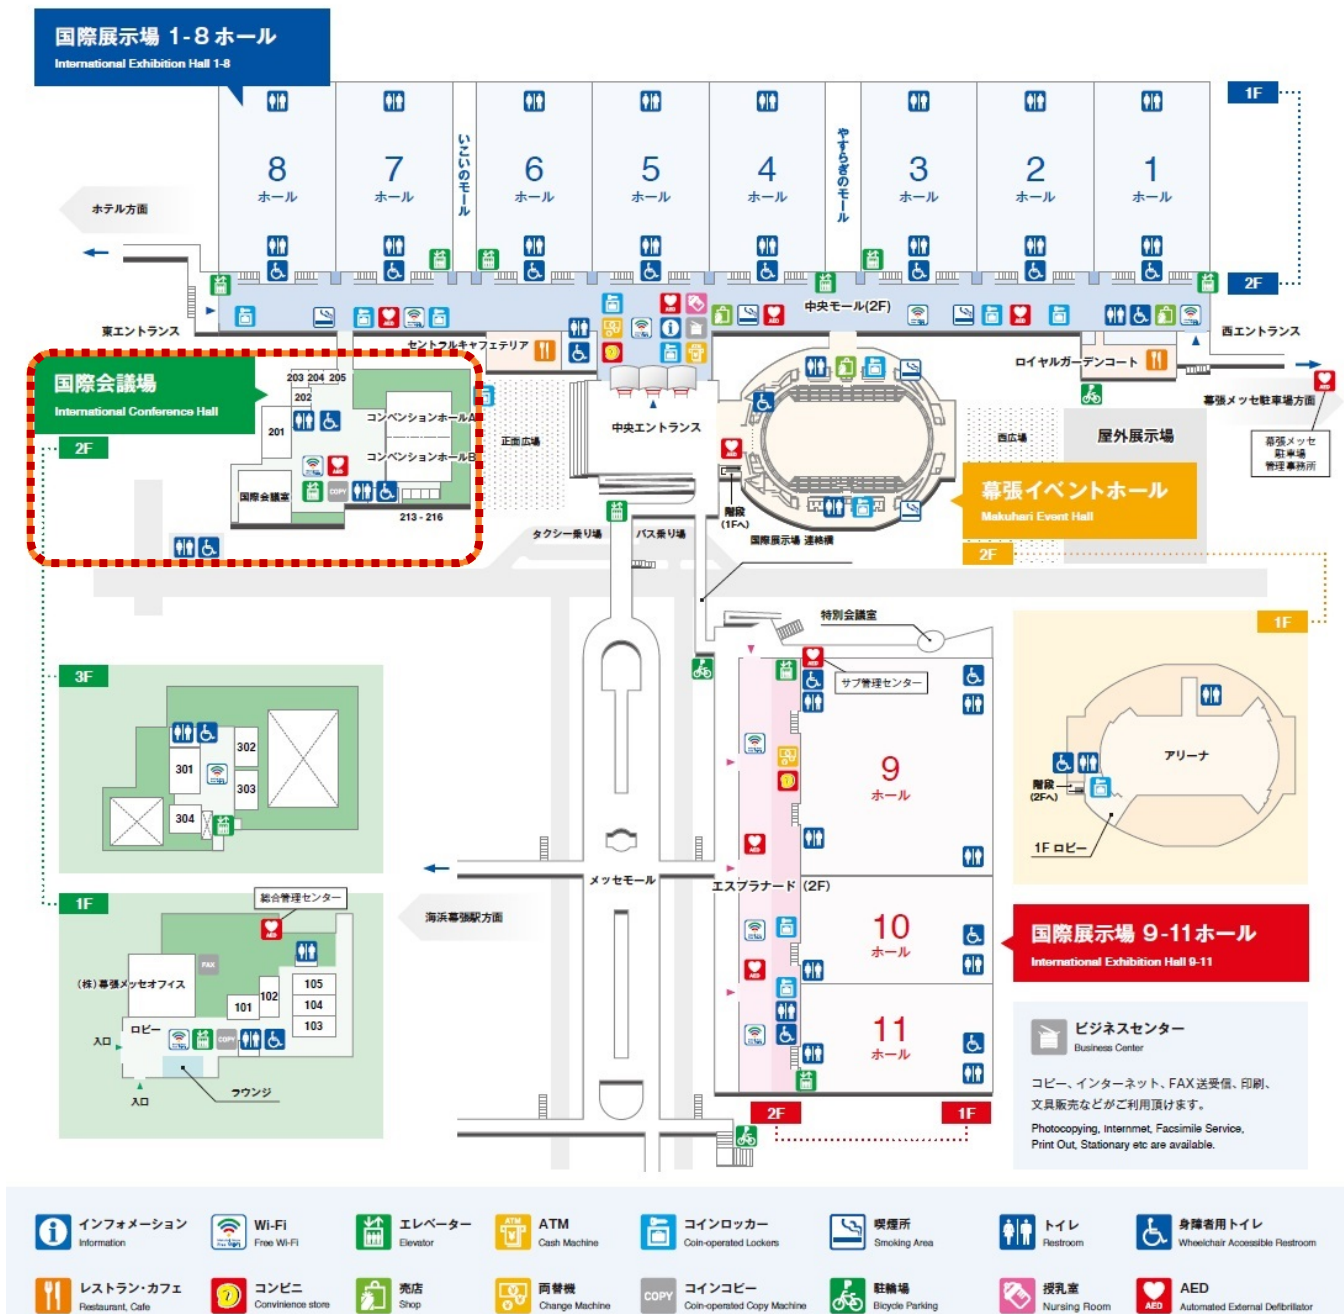 国際展示場 1-8 ホール
International Exhibition Hall 1-8
1F
8
ホール
7
ホール
いこいのモール
6
ホール
5
ホール
4
ホール
やすらぎのモール
3
ホール
2
ホール
1
ホール
ホテル方面
2F
中央モール(2F)
東エントランス
西エントランス
セントラルキャフェテリア
ロイヤルガーデンコート
国際会議場
International Conference Hall
2F
203 204 205
202
201
コンベンションホールA
コンベンションホールB
国際会議室
COPY
213 - 216
正面広場
中央エントランス
AED
西広場
屋外展示場
幕張メッセ駐車場方面
幕張メッセ
駐車場
管理事務所
幕張イベントホール
Makuhari Event Hall
2F
階段
(1Fへ)
国際展示場 連絡橋
タクシー乗り場
バス乗り場
特別会議室
サブ管理センター
1F
アリーナ
階段
(2Fへ)
1F ロビー
3F
301
302
303
304
9
ホール
メッセモール
エスプラナード (2F)
海浜幕張駅方面
10
ホール
11
ホール
2F
1F
国際展示場 9-11ホール
International Exhibition Hall 9-11
1F
総合管理センター
AED
FAX
(株)幕張メッセオフィス
101
102
105
104
103
ロビー
COPY
入口
入口
ラウンジ
ビジネスセンター
Business Center
コピー、インターネット、FAX 送受信、印刷、
文具販売などがご利用頂けます。
Photocopying, Internmet, Facsimile Service,
Print Out, Stationary etc are available.
インフォメーション
Information
Wi-Fi
Free Wi-Fi
エレベーター
Elevator
ATM
ATM
Cash Machine
コインロッカー
Coin-operated Lockers
喫煙所
Smoking Area
トイレ
Restroom
身障者用トイレ
Wheelchair Accessible Restroom
レストラン・カフェ
Restaurant, Cafe
コンビニ
Convinience store
売店
Shop
両替機
Change Machine
COPY
コインコピー
Coin-operated Copy Machine
駐輪場
Bicycle Parking
授乳室
Nursing Room
AED
AED
Automated External Defibrilator